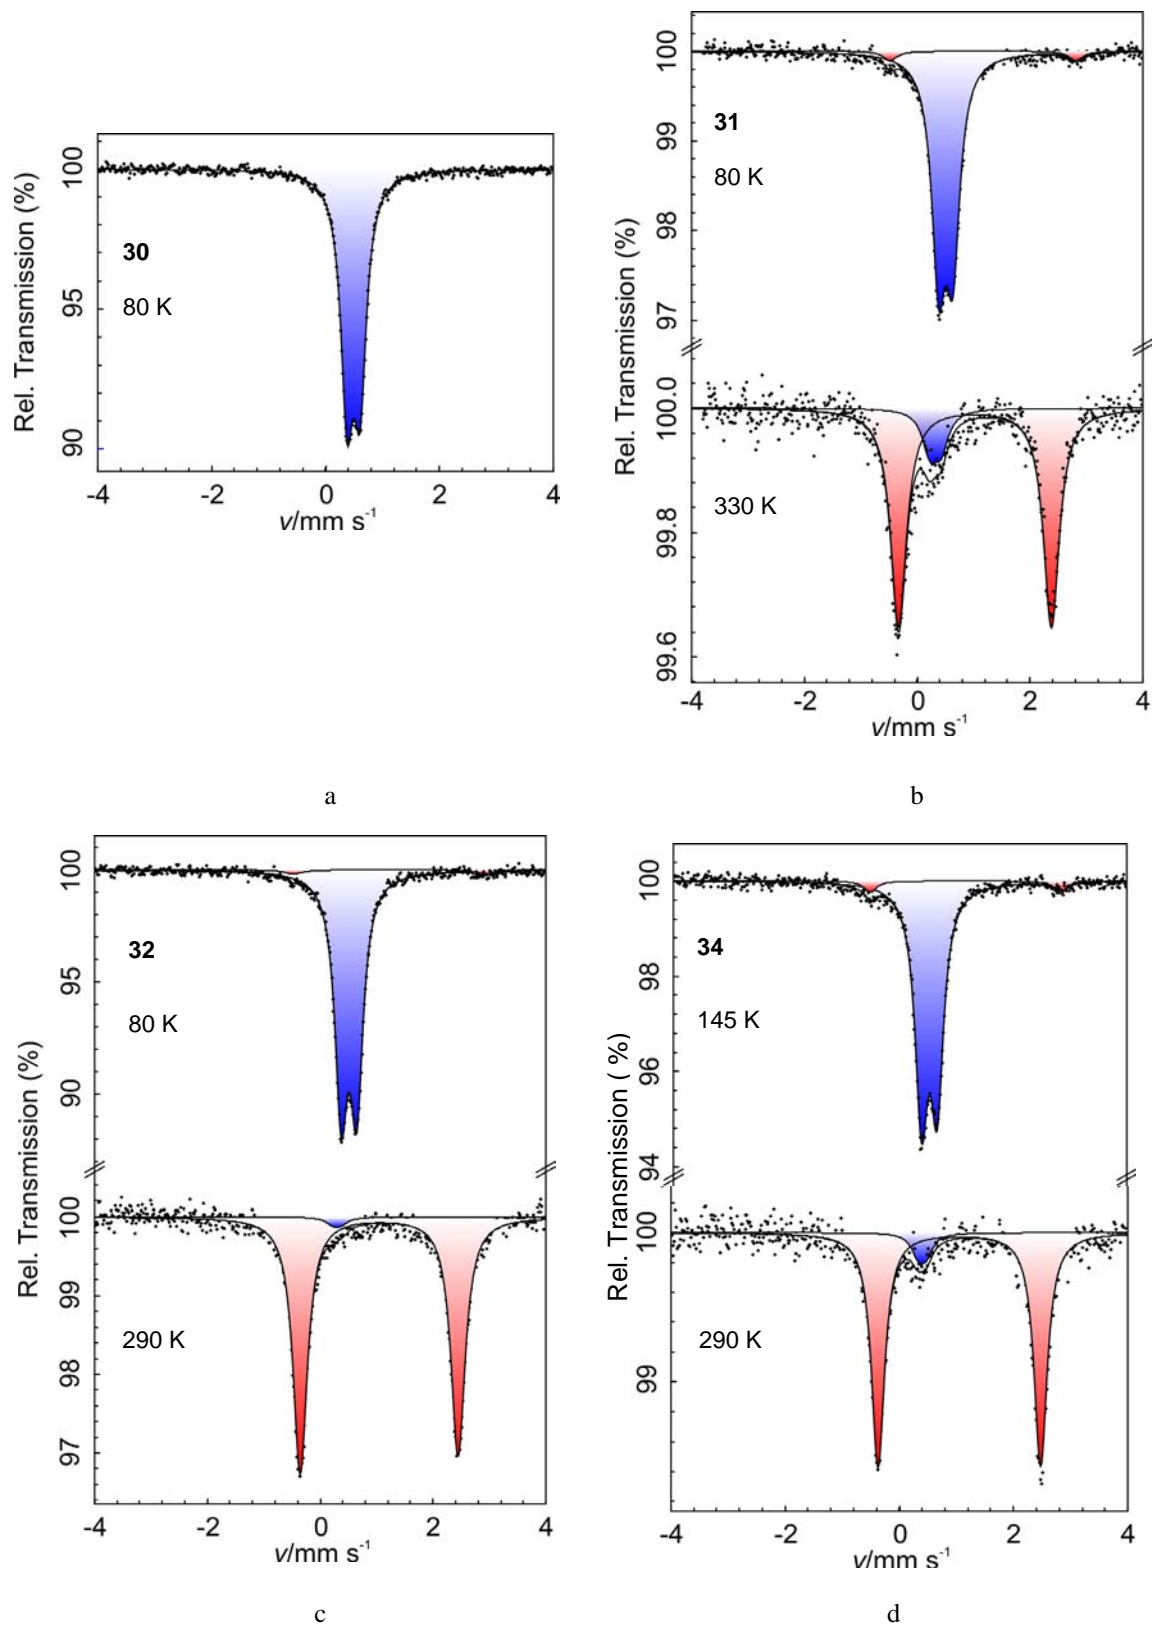 Rel. Transmission (%)
100
95
90
30
80 K
-4 -2 0 2 4
v/mm s-1
a
Rel. Transmission (%)
100
99
98
97
31
80 K
100.0
99.8
99.6
330 K
-4 -2 0 2 4
v/mm s-1
b
Rel. Transmission (%)
100
95
90
32
80 K
100
99
98
97
290 K
-4 -2 0 2 4
v/mm s-1
c
Rel. Transmission ( %)
100
98
96
94
34
145 K
100
99
290 K
-4 -2 0 2 4
v/mm s-1
d